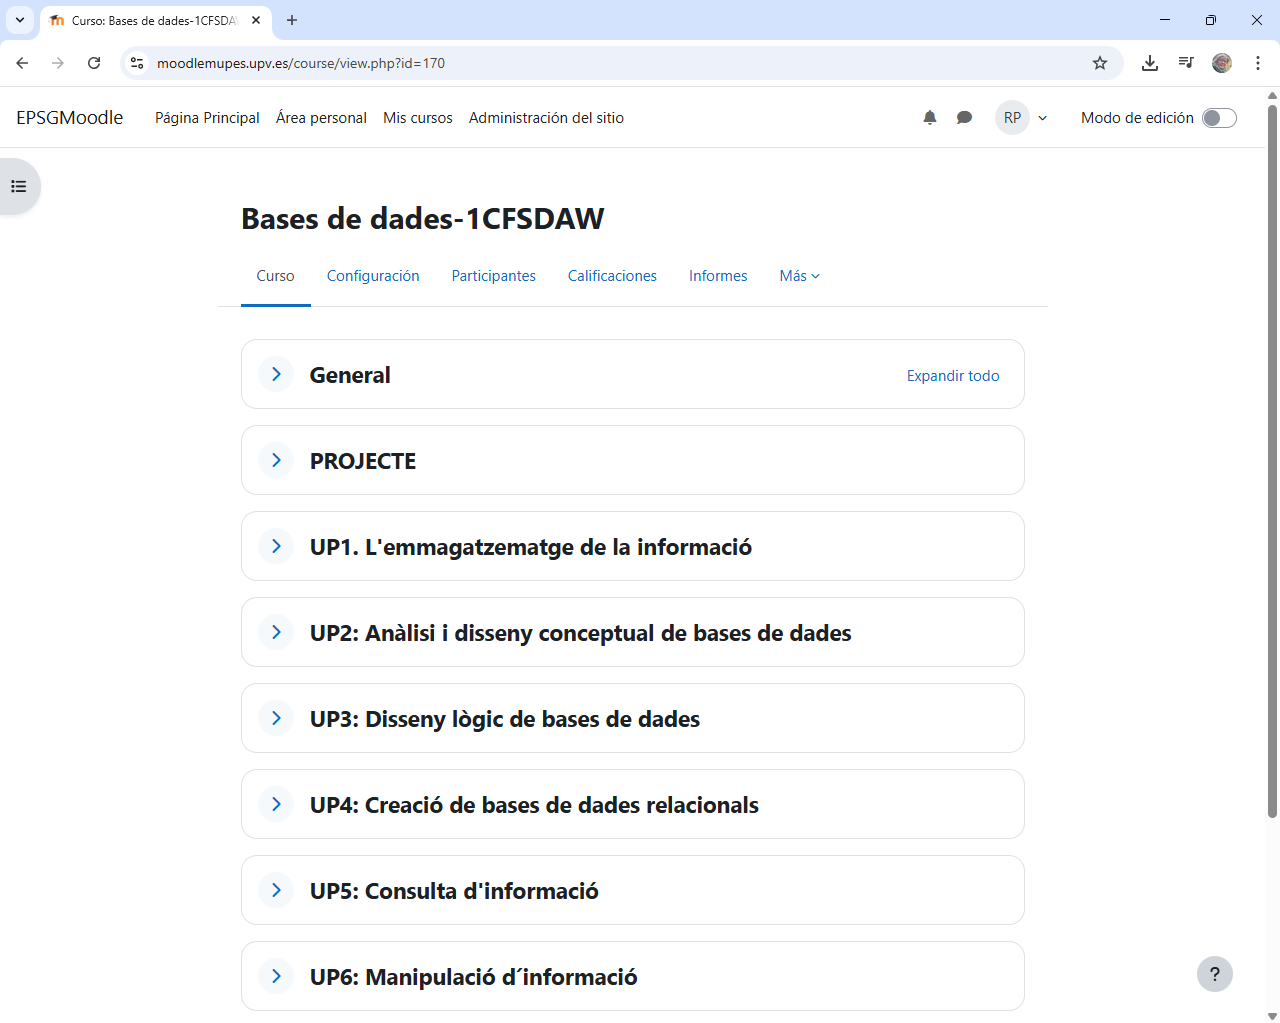 Curso: Bases de dades-1CFSDA
moodlemupes.upv.es/course/view.php?id=170
EPSGMoodle Página Principal Área personal Mis cursos Administración del sitio RP Modo de edición
Bases de dades-1CFSDAW
Curso Configuración Participantes Calificaciones Informes Más
General Expandir todo
PROJECTE
UP1. L'emmagatzematge de la informació
UP2: Anàlisi i disseny conceptual de bases de dades
UP3: Disseny lògic de bases de dades
UP4: Creació de bases de dades relacionals
UP5: Consulta d'informació
UP6: Manipulació d´informació
?